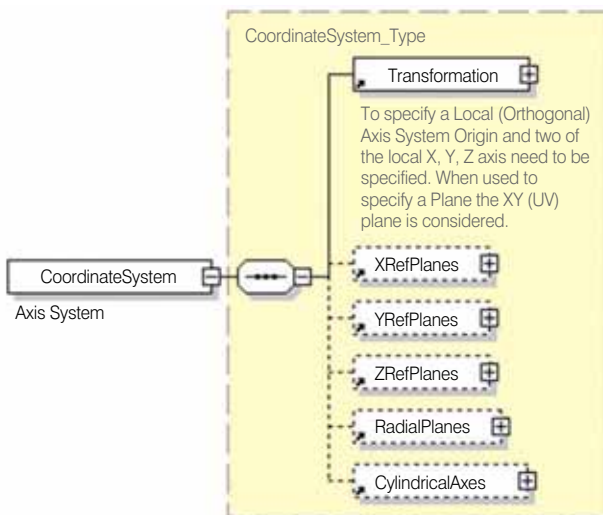 CoordinateSystem_Type
Transformation
To specify a Local (Orthogonal)
Axis System Origin and two of
the local X, Y, Z axis need to be
specified. When used to
specify a Plane the XY (UV)
plane is considered.
CoordinateSystem
Axis System
XRefPlanes
YRefPlanes
ZRefPlanes
RadialPlanes
CylindricalAxes